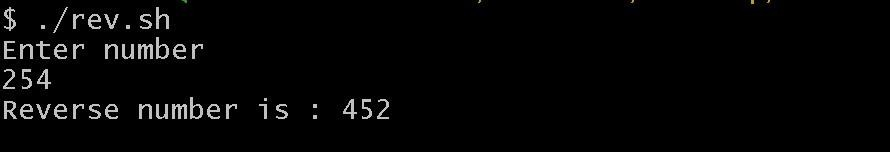 $ ./rev.sh
Enter number
254
Reverse number is : 452